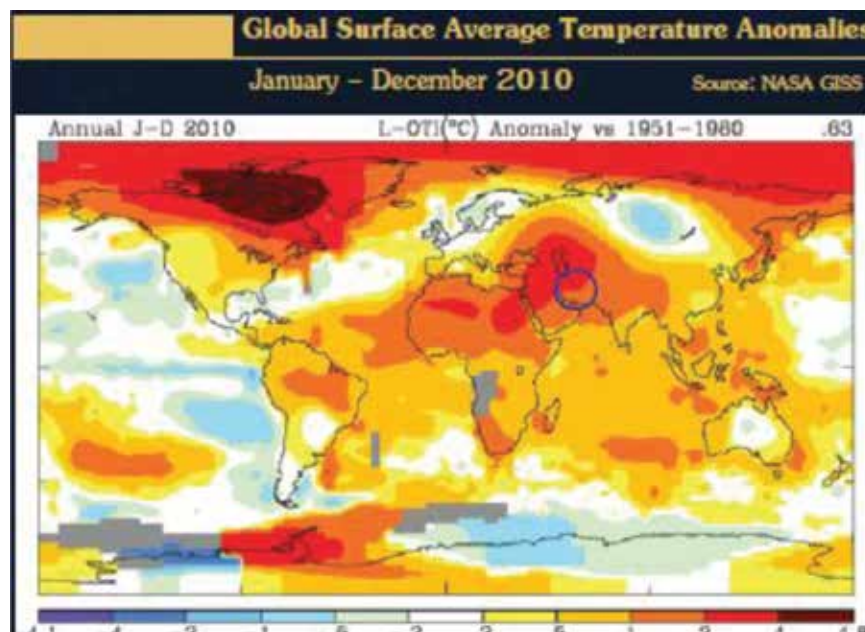 Global Surface Average Temperature Anomalies
January – December 2010 Source: NASA GISS
Annual J-D 2010 L-OTI(°C) Anomaly vs 1951-1980 .63